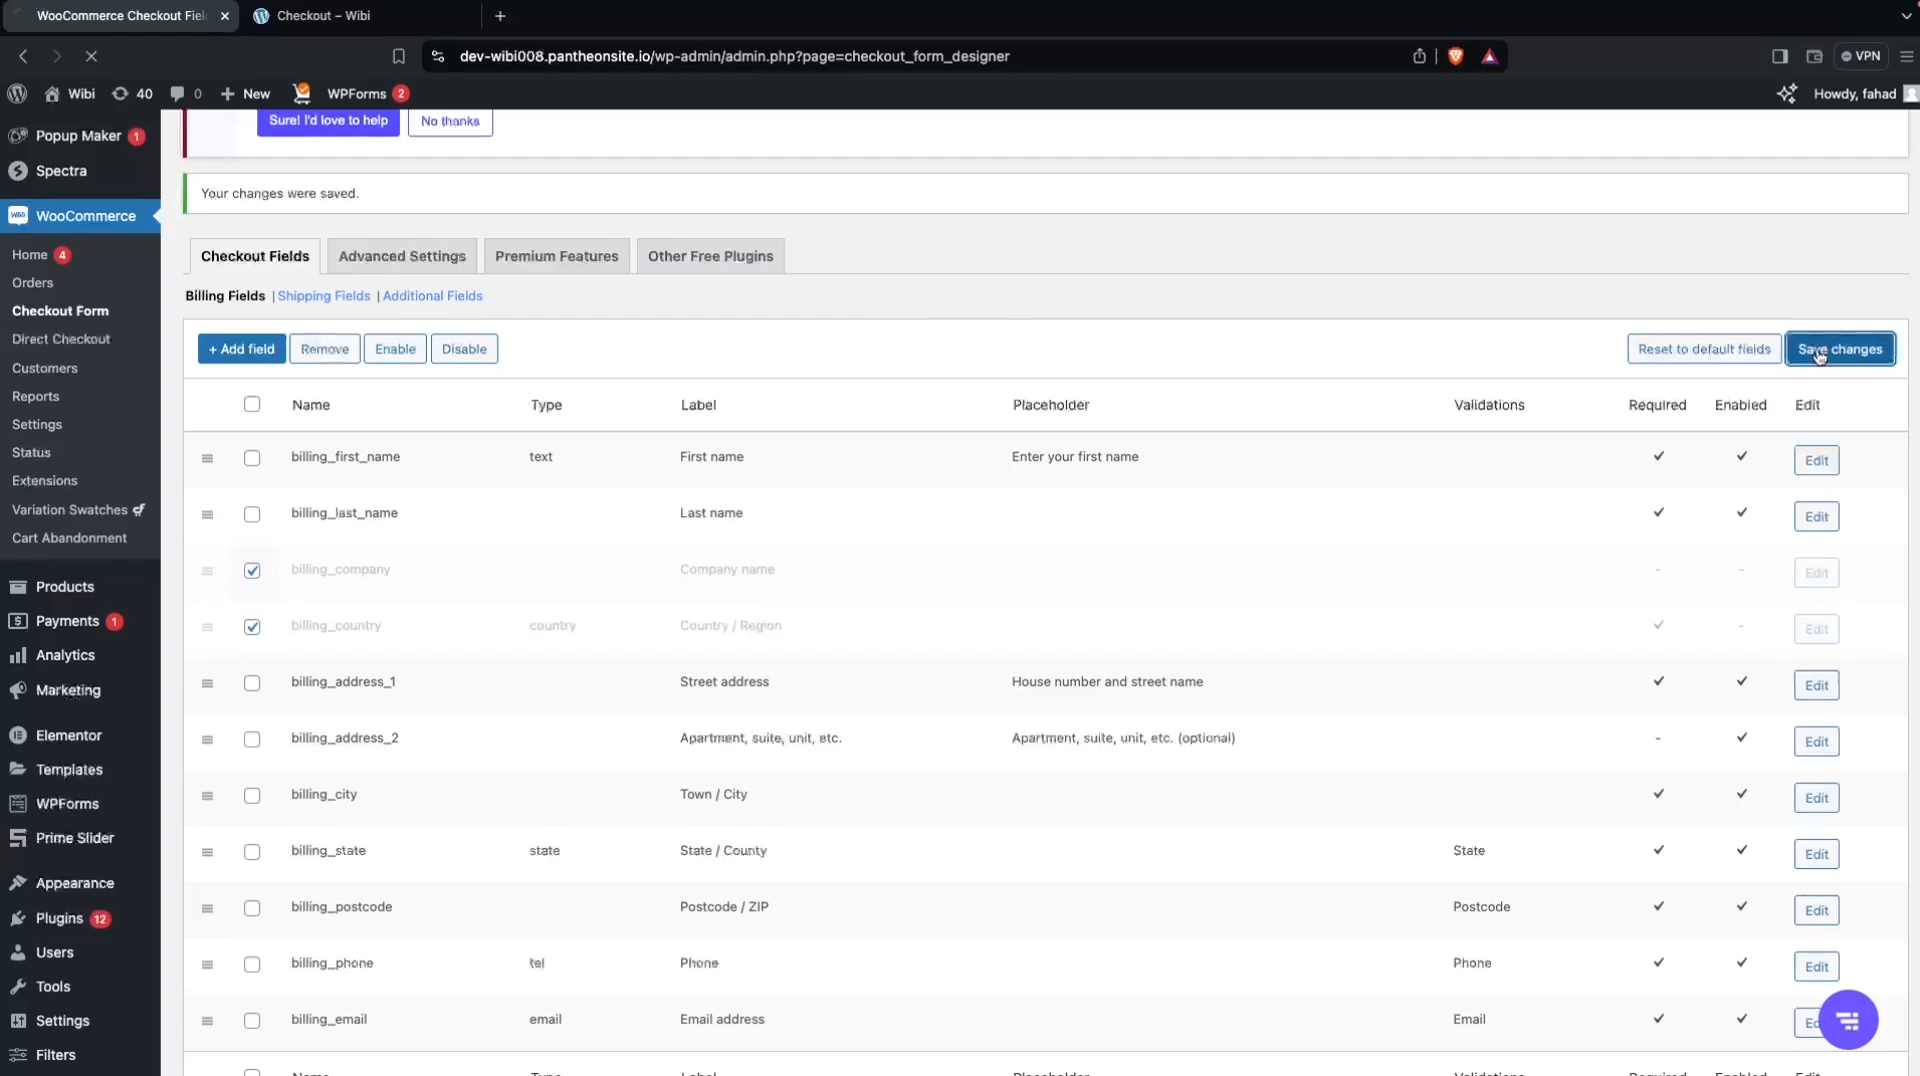 WooCommerce Checkout Fiel
Checkout – Wibi
dev-wibi008.pantheonsite.io/wp-admin/admin.php?page=checkout_form_designer
VPN
Wibi
40
0
New
WPForms 2
Howdy, fahad
Popup Maker 1
Spectra
WooCommerce
Home 4
Orders
Checkout Form
Direct Checkout
Customers
Reports
Settings
Status
Extensions
Variation Swatches
Cart Abandonment
Products
Payments 1
Analytics
Marketing
Elementor
Templates
WPForms
Prime Slider
Appearance
Plugins 12
Users
Tools
Settings
Filters
Sure! I'd love to help No thanks
Your changes were saved.
Checkout Fields Advanced Settings Premium Features Other Free Plugins
Billing Fields | Shipping Fields | Additional Fields
+ Add field Remove Enable Disable Reset to default fields Save changes
Name Type Label Placeholder Validations Required Enabled Edit
billing_first_name text First name Enter your first name Edit
billing_last_name Last name Edit
billing_company Company name - - Edit
billing_country country Country / Region - Edit
billing_address_1 Street address House number and street name Edit
billing_address_2 Apartment, suite, unit, etc. Apartment, suite, unit, etc. (optional) - Edit
billing_city Town / City Edit
billing_state state State / County State Edit
billing_postcode Postcode / ZIP Postcode Edit
billing_phone tel Phone Phone Edit
billing_email email Email address Email Ed
Name Type Label Placeholder Validations Required Enabled Edit